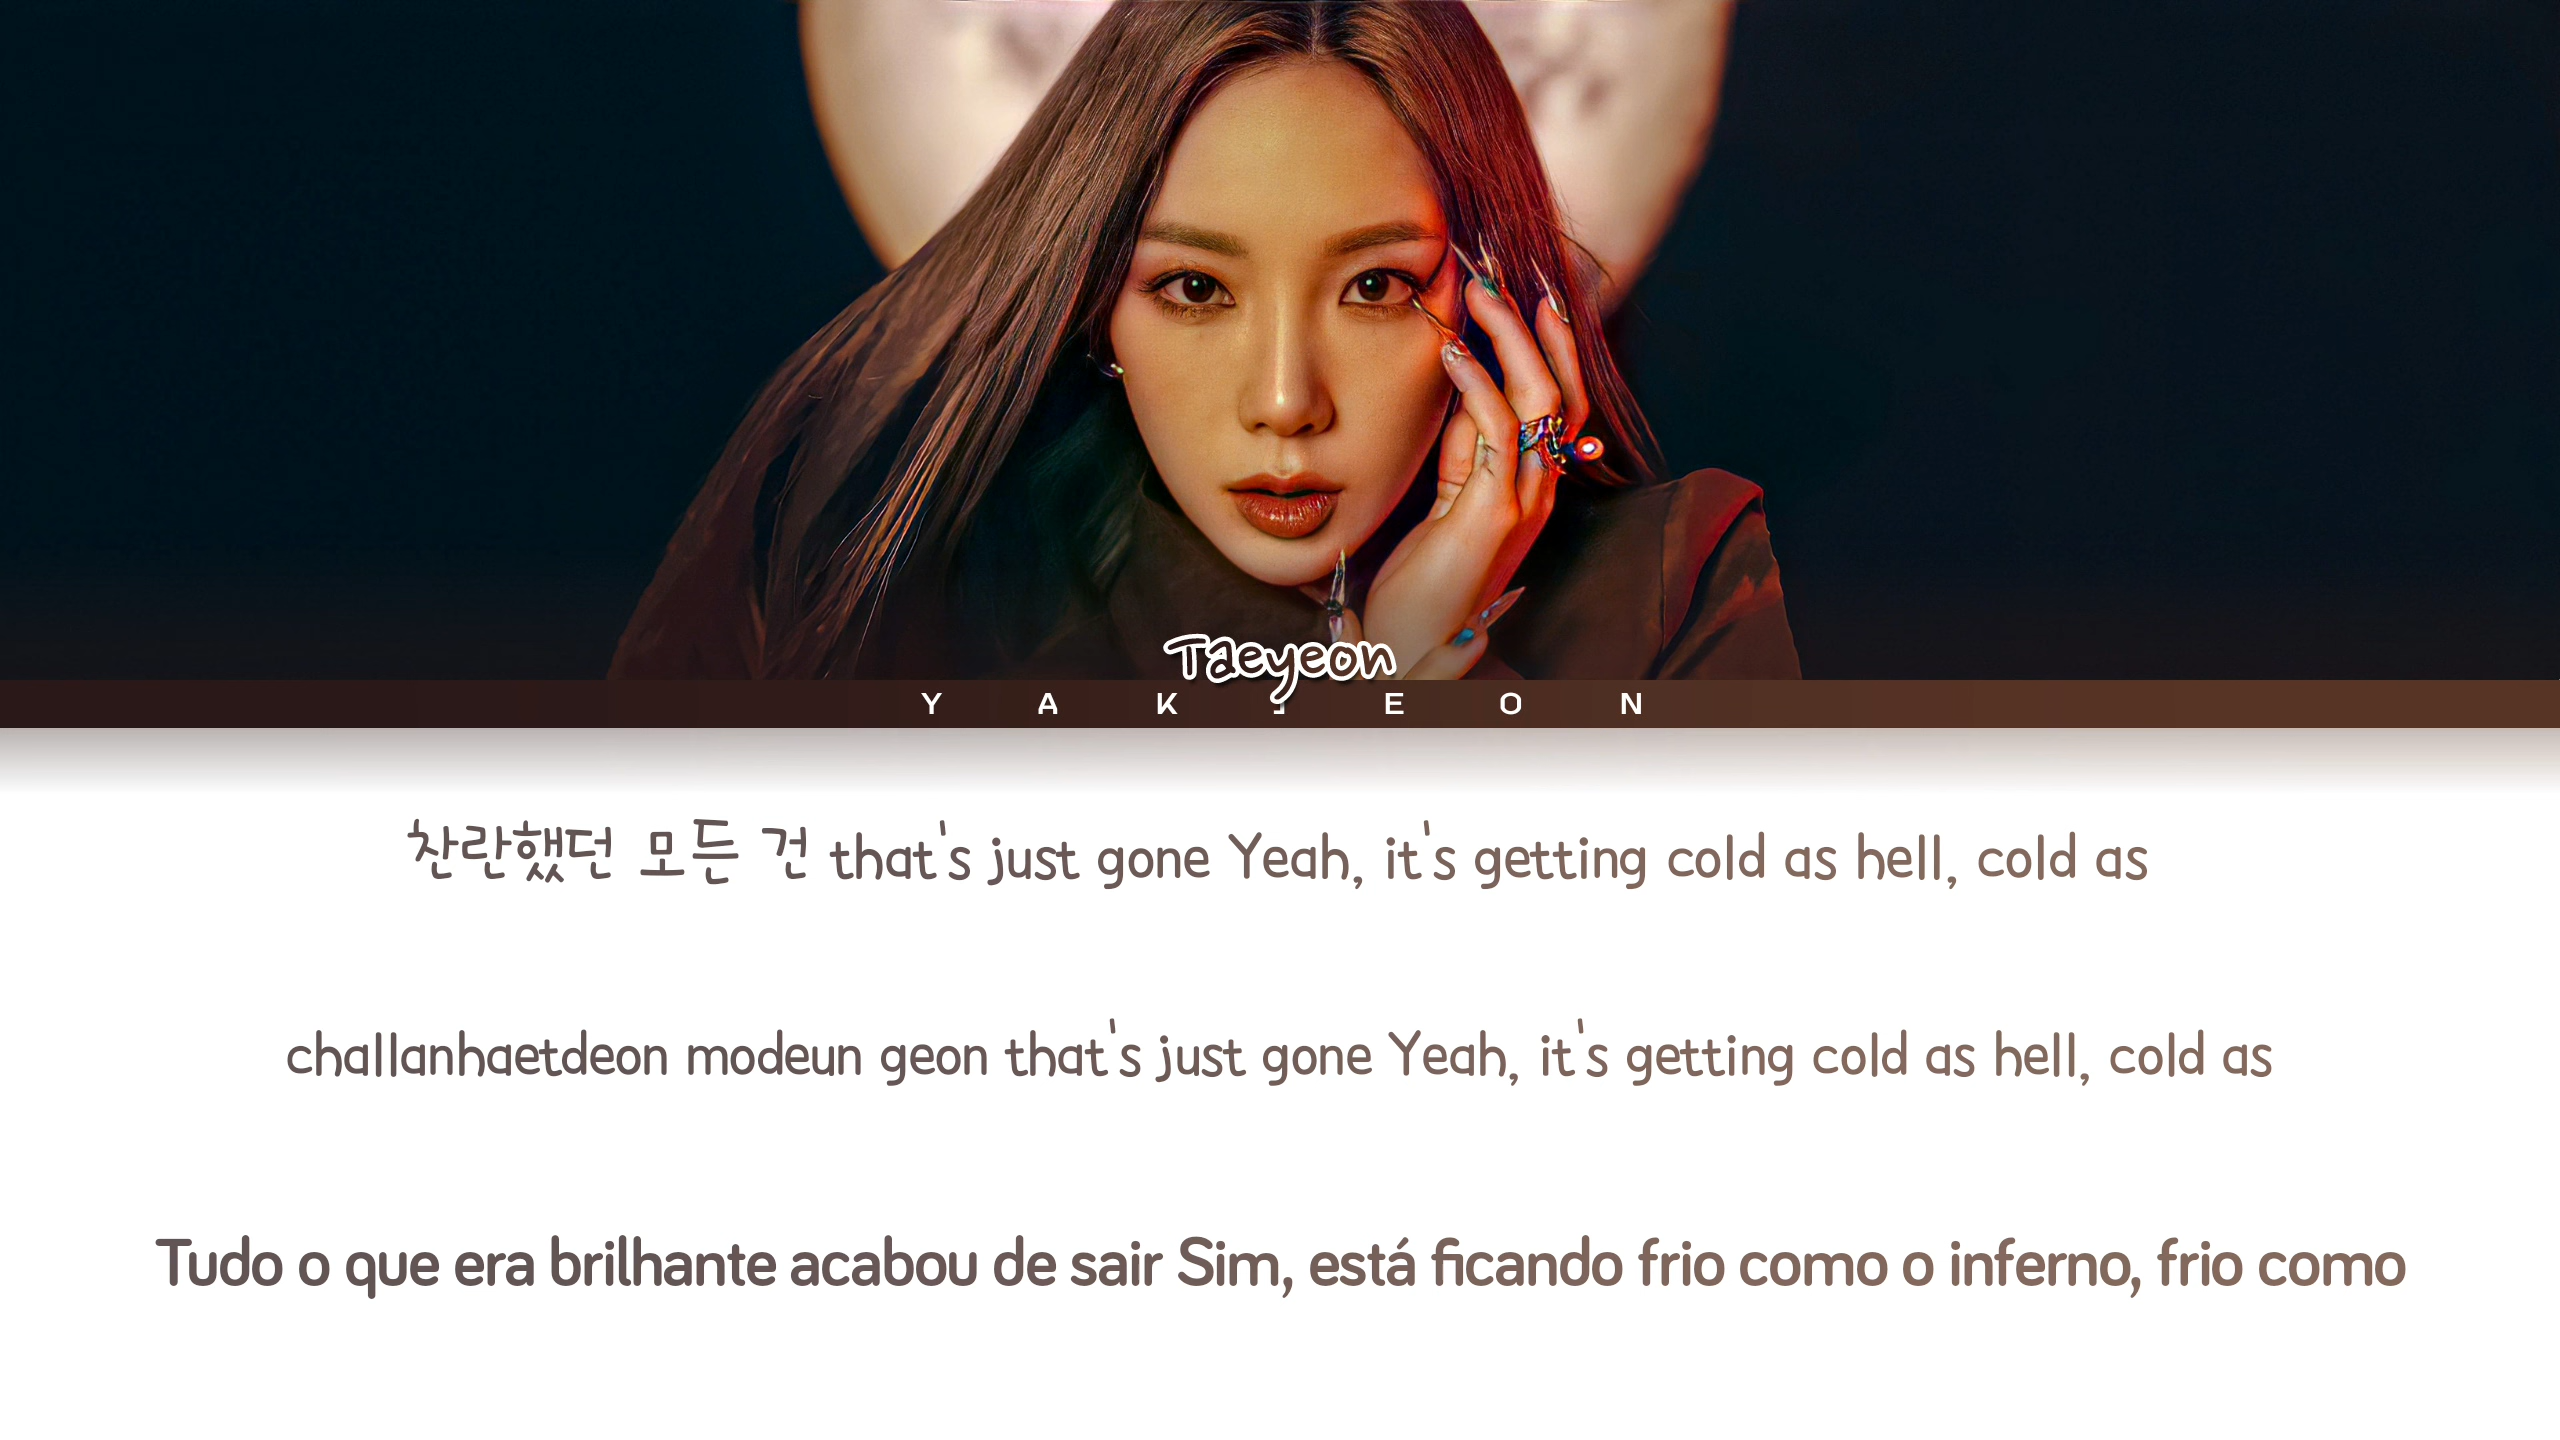 Taeyeon
Y A K J E O N
찬란했던 모든 건 that's just gone Yeah, it's getting cold as hell, cold as
challanhaetdeon modeun geon that's just gone Yeah, it's getting cold as hell, cold as
Tudo o que era brilhante acabou de sair Sim, está ficando frio como o inferno, frio como